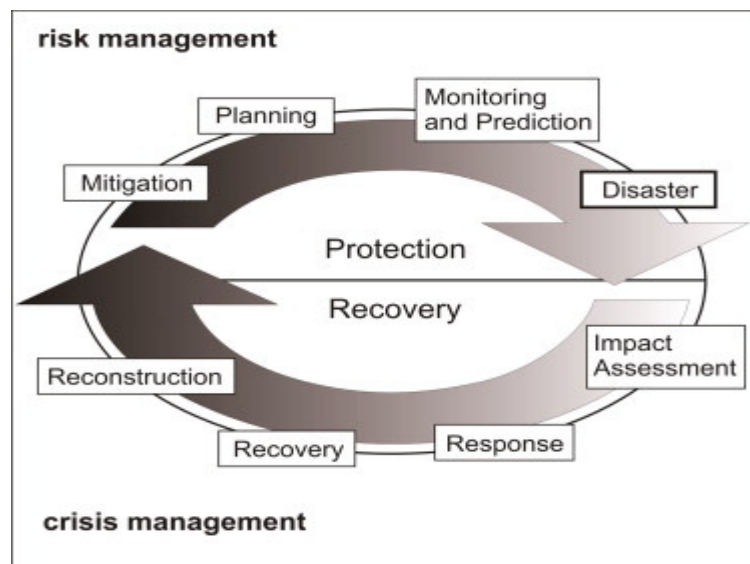 risk management
Planning
Monitoring
and Prediction
Mitigation
Disaster
Protection
Recovery
Impact
Assessment
Reconstruction
Recovery
Response
crisis management